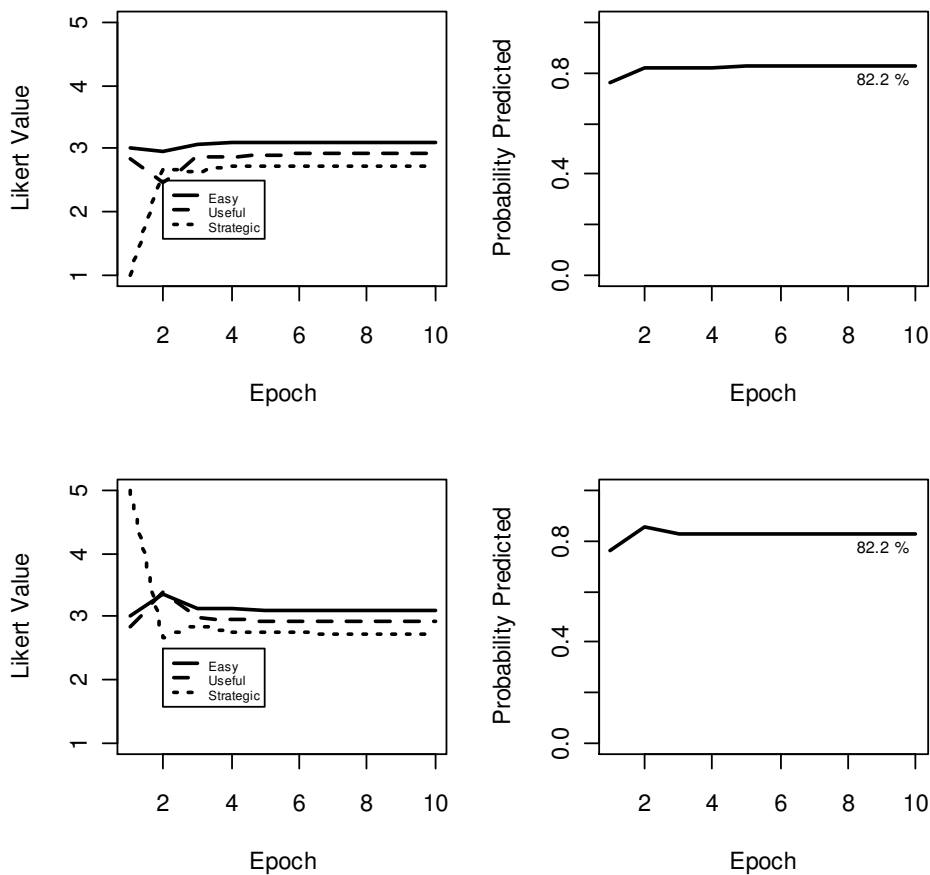 Likert Value
5
4
3
2
1
Easy
Useful
Strategic
2 4 6 8 10
Epoch
Probability Predicted
0.8
0.4
0.0
82.2 %
2 4 6 8 10
Epoch
Likert Value
5
4
3
2
1
Easy
Useful
Strategic
2 4 6 8 10
Epoch
Probability Predicted
0.8
0.4
0.0
82.2 %
2 4 6 8 10
Epoch